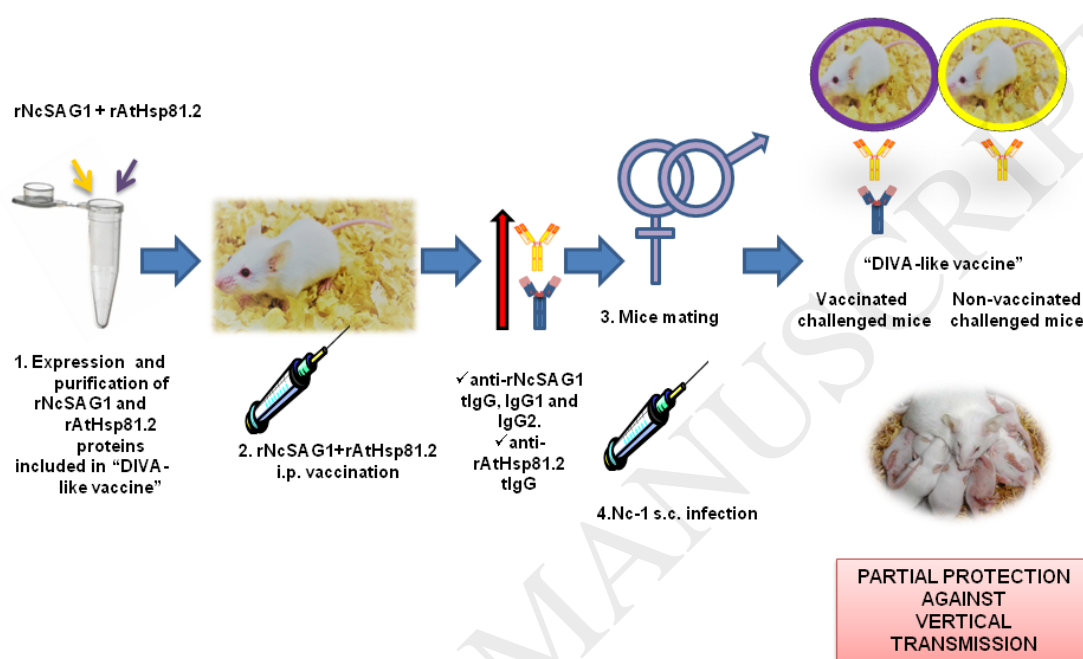 rNcSAG1 + rAtHsp81.2
1. Expression and
purification of
rNcSAG1 and
rAtHsp81.2
proteins
included in “DIVA-
like vaccine”
2. rNcSAG1+rAtHsp81.2
i.p. vaccination
✓anti-rNcSAG1
tIgG, IgG1 and
IgG2.
✓anti-
rAtHsp81.2
tIgG
3. Mice mating
4.Nc-1 s.c. infection
“DIVA-like vaccine”
Vaccinated
challenged mice
Non-vaccinated
challenged mice
PARTIAL PROTECTION
AGAINST
VERTICAL
TRANSMISSION
MANUSCRIP